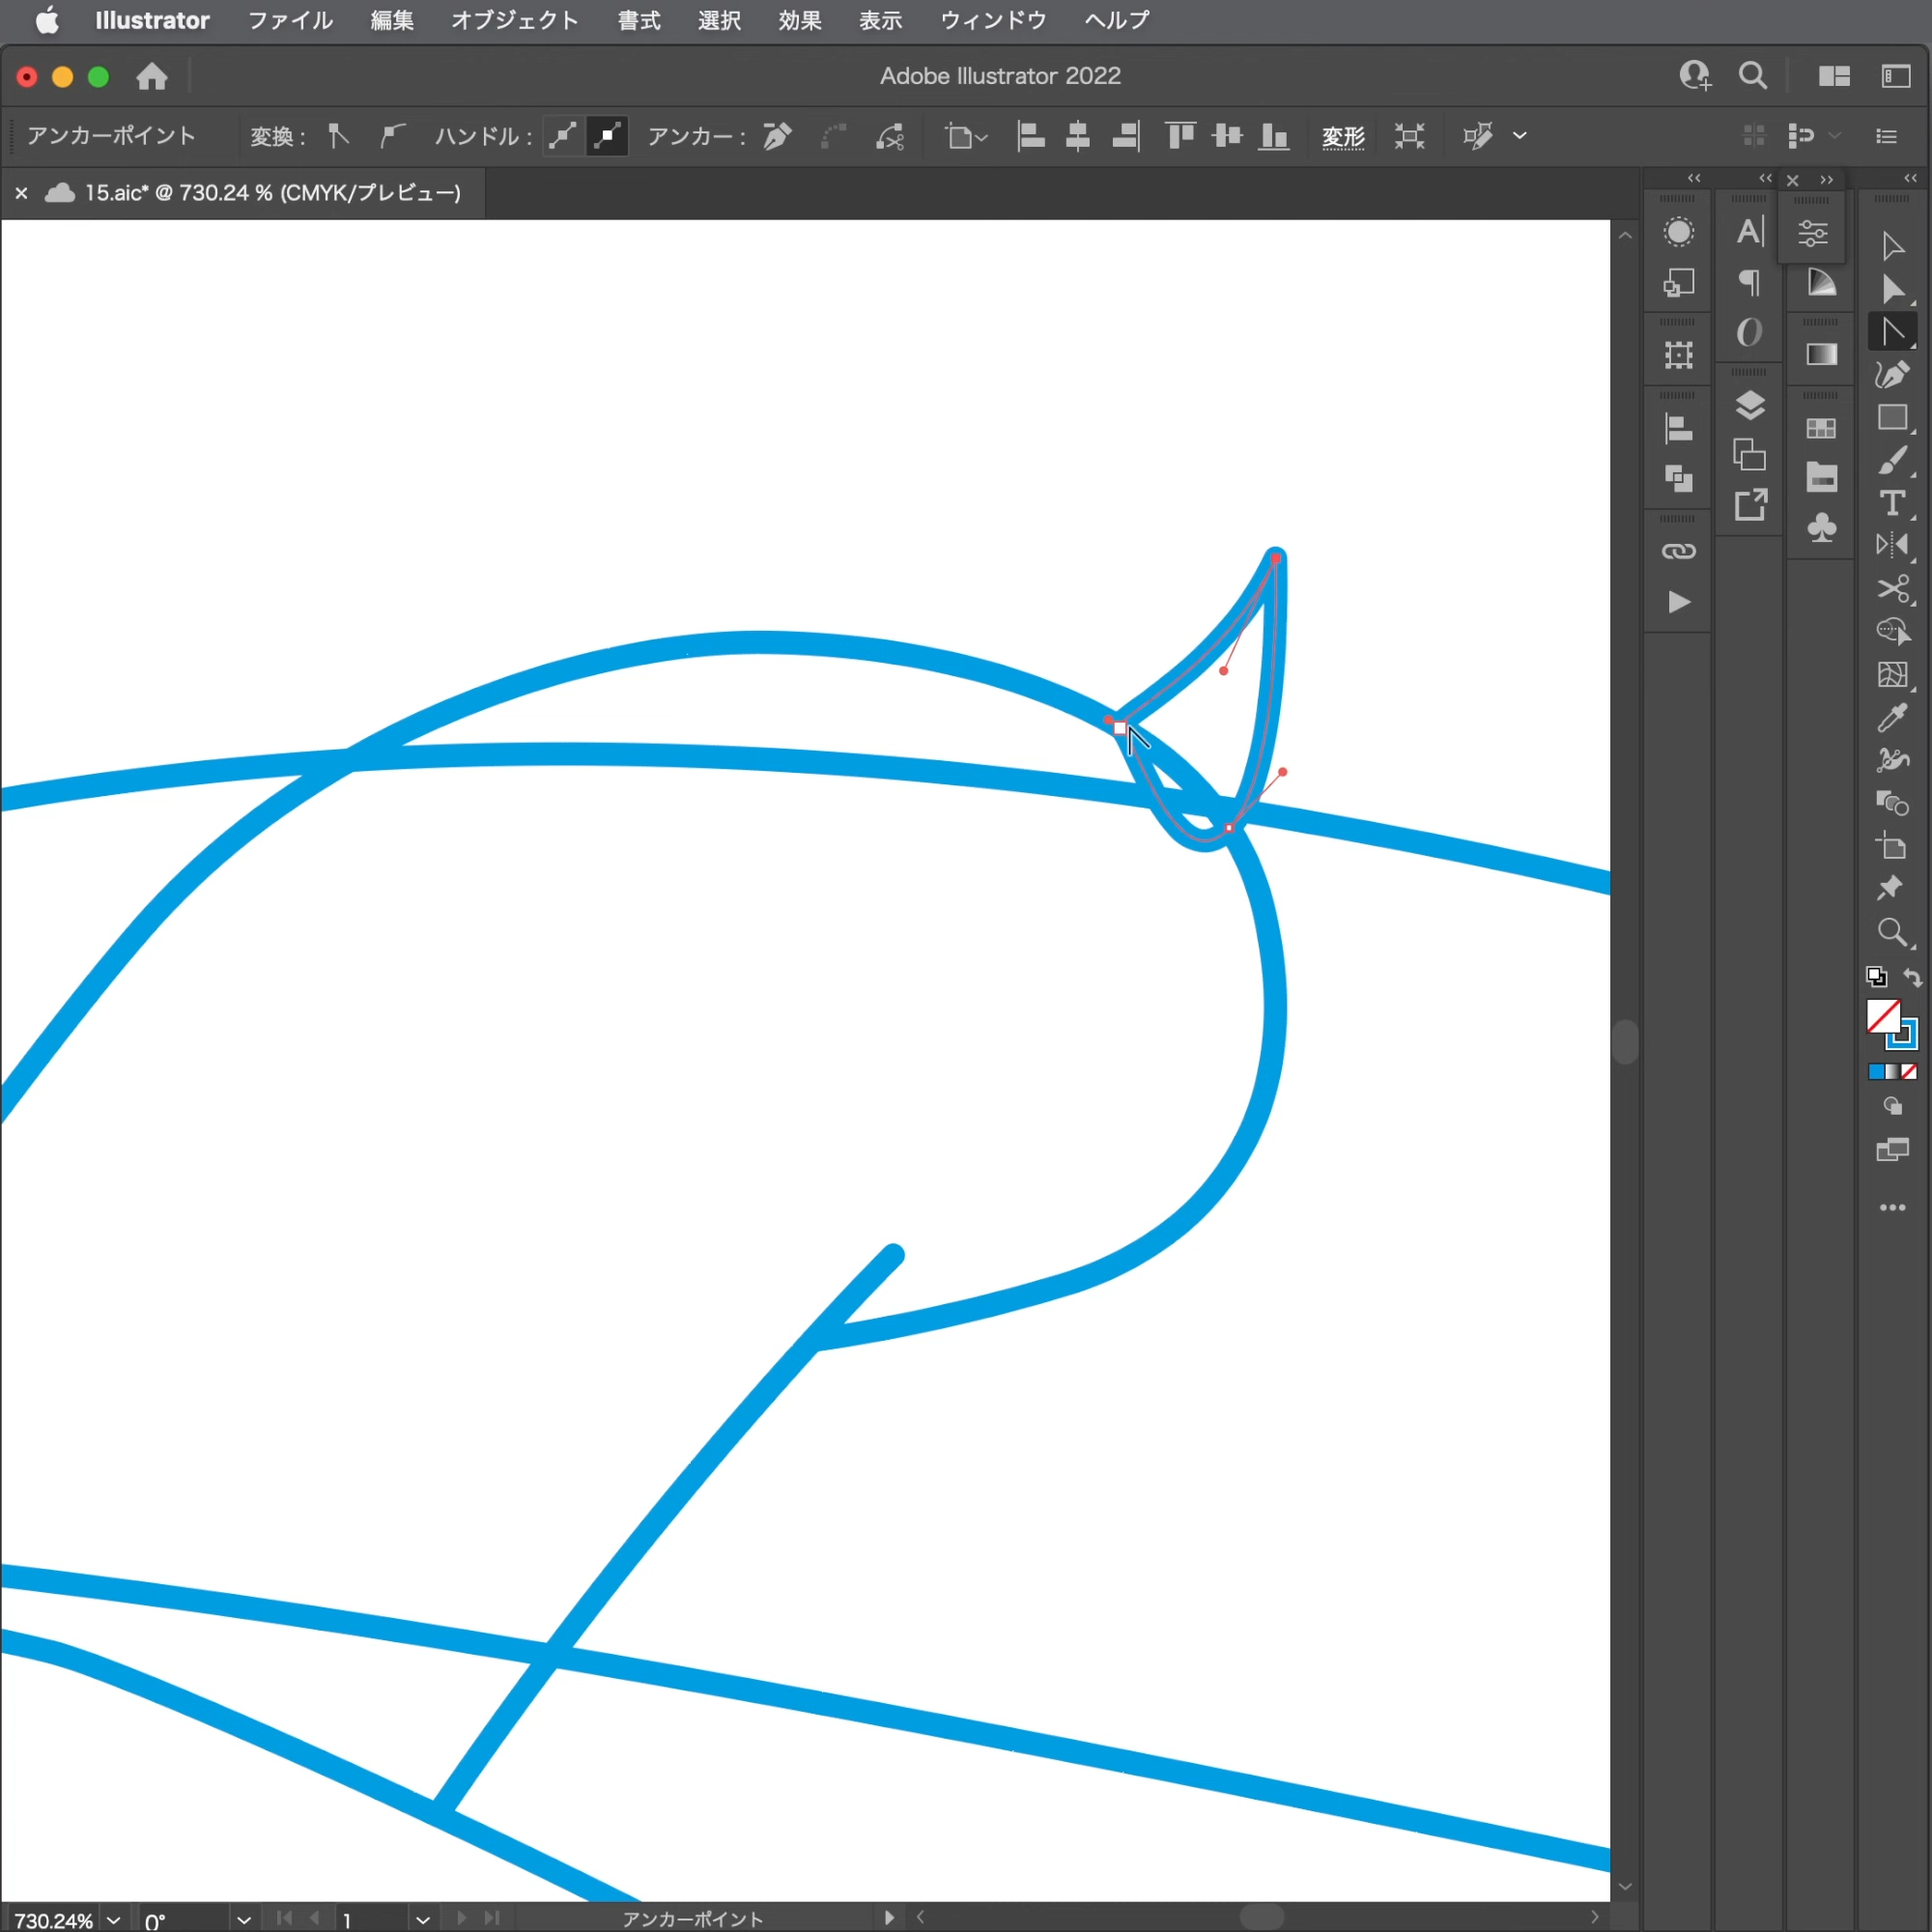 Illustrator ファイル 編集 オブジェクト 書式 選択 効果 表示 ウィンドウ ヘルプ
Adobe Illustrator 2022
アンカーポイント 変換： ハンドル： アンカー： 変形
15.aic* @ 730.24 % (CMYK/プレビュー)
730.24% 0° 1 アンカーポイント